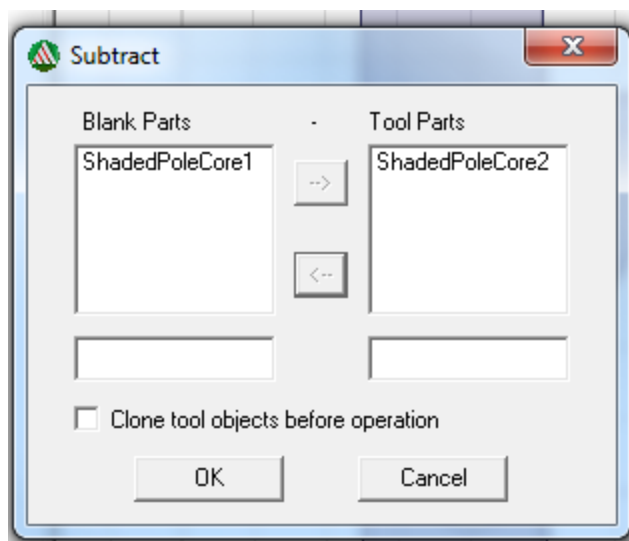 Subtract
Blank Parts - Tool Parts
ShadedPoleCore1
-->
ShadedPoleCore2
<--
Clone tool objects before operation
OK
Cancel